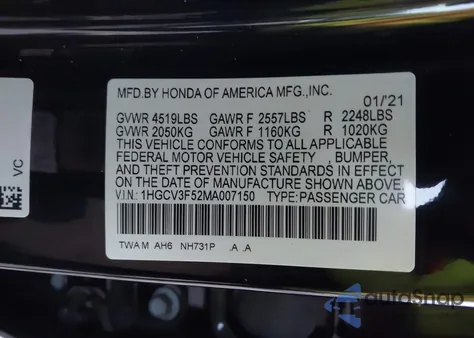 MFD.BY HONDA OF AMERICA MFG.,INC.
01/'21
GVWR 4519LBS GAWR F 2557LBS R 2248LBS
GVWR 2050KG GAWR F 1160KG R 1020KG
THIS VEHICLE CONFORMS TO ALL APPLICABLE
FEDERAL MOTOR VEHICLE SAFETY , BUMPER,
AND THEFT PREVENTION STANDARDS IN EFFECT
ON THE DATE OF MANUFACTURE SHOWN ABOVE.
V.I.N.: 1HGCV3F52MA007150 TYPE:PASSENGER CAR
TWA M AH6 NH731P .A .A
VC
autoSnap